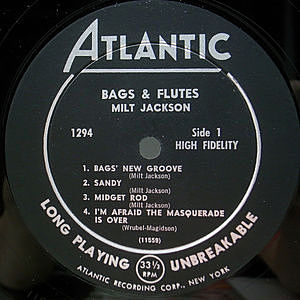 ATLANTIC
BAGS & FLUTES
MILT JACKSON
1294
Side 1
HIGH FIDELITY
1. BAGS' NEW GROOVE
(Milt Jackson)
2. SANDY
(Milt Jackson)
3. MIDGET ROD
(Milt Jackson)
4. I'M AFRAID THE MASQUERADE
IS OVER
(Wrubel-Magidson)
(11559)
LONG PLAYING 33⅓ RPM UNBREAKABLE
ATLANTIC RECORDING CORP., NEW YORK